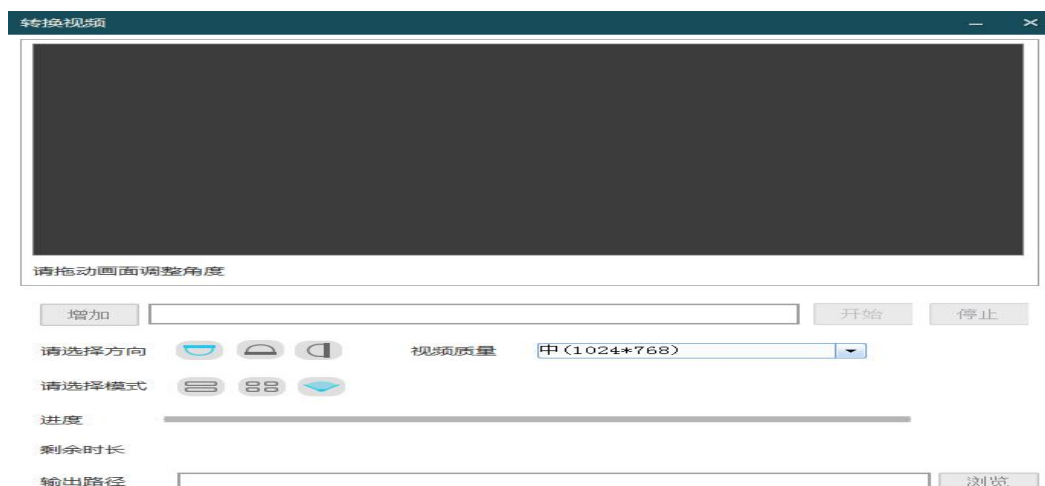 转换视频
请拖动画面调整角度
增加 开始 停止
请选择方向 视频质量 中(1024*768)
请选择模式
进度
剩余时长
输出路径 浏览